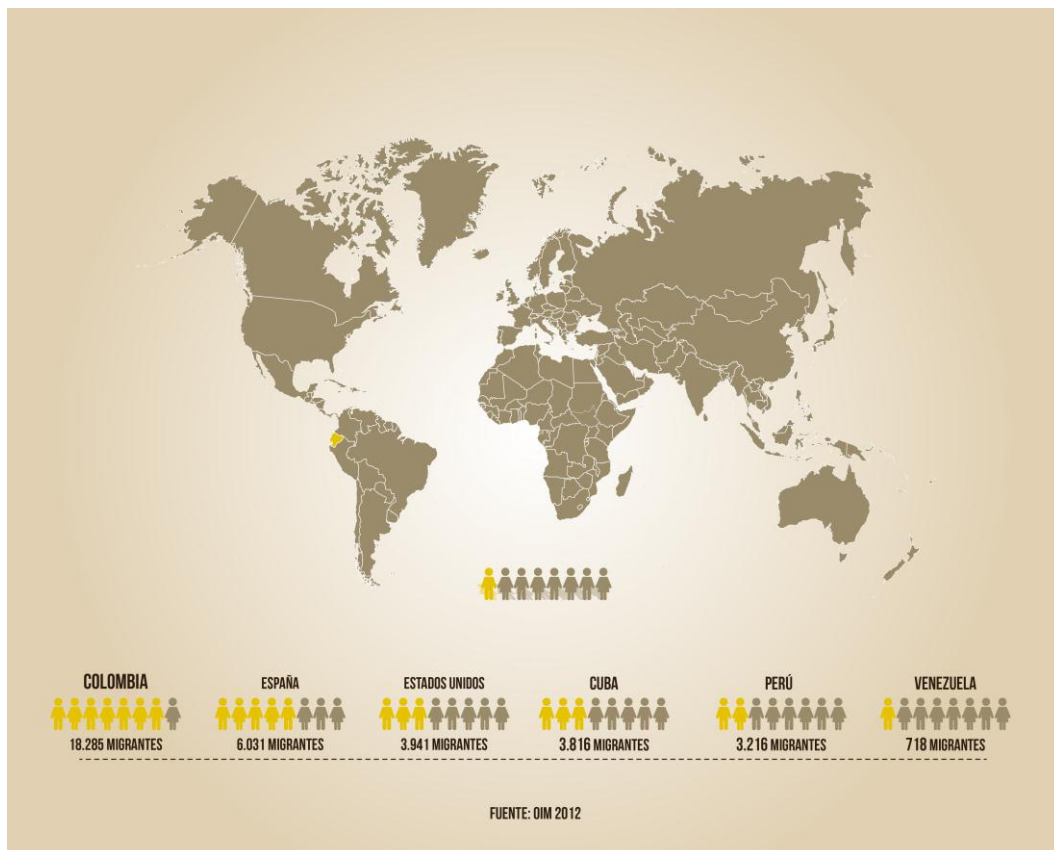 COLOMBIA
18.285 MIGRANTES
ESPAÑA
6.031 MIGRANTES
ESTADOS UNIDOS
3.941 MIGRANTES
CUBA
3.816 MIGRANTES
PERÚ
3.216 MIGRANTES
VENEZUELA
718 MIGRANTES
FUENTE: OIM 2012